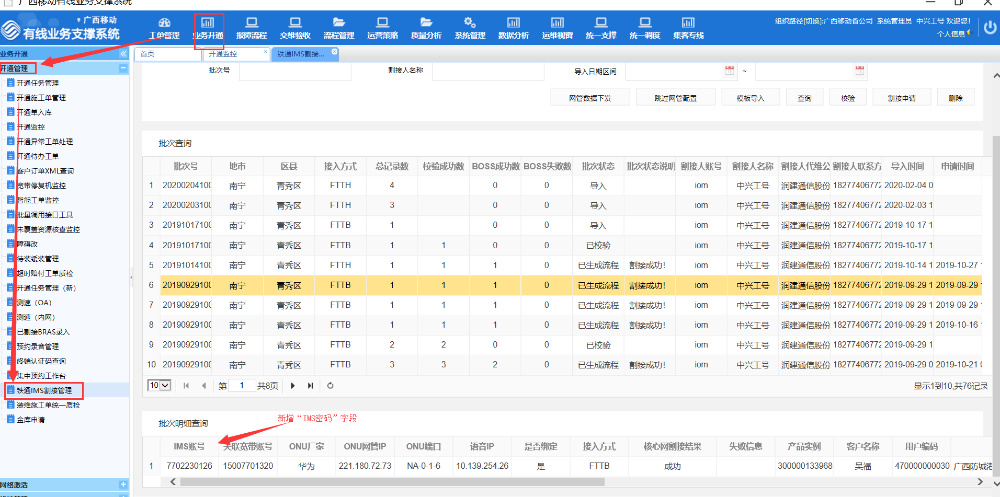 广西移动有线业务支撑系统
广西移动
有线业务支撑系统
工单管理 业务开通 报障流程 交维验收 流程管理 运营策略 质量分析 系统管理 数据分析 运维视窗 统一支撑 统一调度 集客专线
组织路径[切换]:广西移动省公司 系统管理员 中兴工号 欢迎您!
个人信息
业务开通
开通管理
开通任务管理
开通施工单管理
开通单入库
开通监控
开通异常工单处理
开通待办工单
客户订单XML查询
宽带停复机监控
智能工单监控
批量调用接口工具
未覆盖资源核查监控
障碍改
待装缓装管理
超时赔付工单质检
开通任务管理（新）
测速（OA）
测速（内网）
已割接BRAS录入
预约录音管理
终端认证码查询
集中预约工作台
铁通IMS割接管理
装维施工单统一质检
金库申请
网络激活
首页 开通监控 铁通IMS割接...
批次号 割接人名称 导入日期区间 ~
网管数据下发 跳过网管配置 模板导入 查询 校验 割接申请 删除
批次查询
批次号 地市 区县 接入方式 总记录数 校验成功数 BOSS成功数 BOSS失败数 批次状态 批次状态说明 割接人账号 割接人名称 割接人代维公 割接人联系方 导入时间 申请时间
1 20200204100 南宁 青秀区 FTTH 4 0 0 导入 iom 中兴工号 润建通信股份 18277406772 2020-02-04 0
2 20200203100 南宁 青秀区 FTTH 3 0 0 导入 iom 中兴工号 润建通信股份 18277406772 2020-02-03 1
3 20191017100 南宁 青秀区 FTTB 1 0 0 导入 iom 中兴工号 润建通信股份 18277406772 2019-10-17 1
4 20191017100 南宁 青秀区 FTTB 1 1 0 0 已校验 iom 中兴工号 润建通信股份 18277406772 2019-10-17 1
5 20191014100 南宁 青秀区 FTTH 1 1 1 0 已生成流程 割接成功! iom 中兴工号 润建通信股份 18277406772 2019-10-14 1 2019-10-27 1
6 20190929100 南宁 青秀区 FTTB 1 1 1 0 已生成流程 割接成功! iom 中兴工号 润建通信股份 18277406772 2019-09-29 1 2019-09-29 1
7 20190929100 南宁 青秀区 FTTB 1 1 1 0 已生成流程 割接成功! iom 中兴工号 润建通信股份 18277406772 2019-09-29 1 2019-09-29 1
8 20190929100 南宁 青秀区 FTTB 1 1 1 0 已生成流程 割接成功! iom 中兴工号 润建通信股份 18277406772 2019-09-29 1 2019-10-16 1
9 20190929100 南宁 青秀区 FTTB 2 2 0 0 已校验 iom 中兴工号 润建通信股份 18277406772 2019-09-29 1
10 20190929100 南宁 青秀区 FTTB 3 3 2 0 已生成流程 割接成功! iom 中兴工号 润建通信股份 18277406772 2019-09-29 0 2019-10-21 0
10 第 1 共8页 显示1到10,共76记录
批次明细查询
新增“IMS密码”字段
IMS账号 关联宽带账号 ONU厂家 ONU网管IP ONU端口 语音IP 是否绑定 接入方式 核心网割接结果 失败信息 产品实例 客户名称 用户编码
1 7702230126 15007701320 华为 221.180.72.73 NA-0-1-6 10.139.254.26 是 FTTB 成功 300000133968 吴福 470000000030 广西防城港